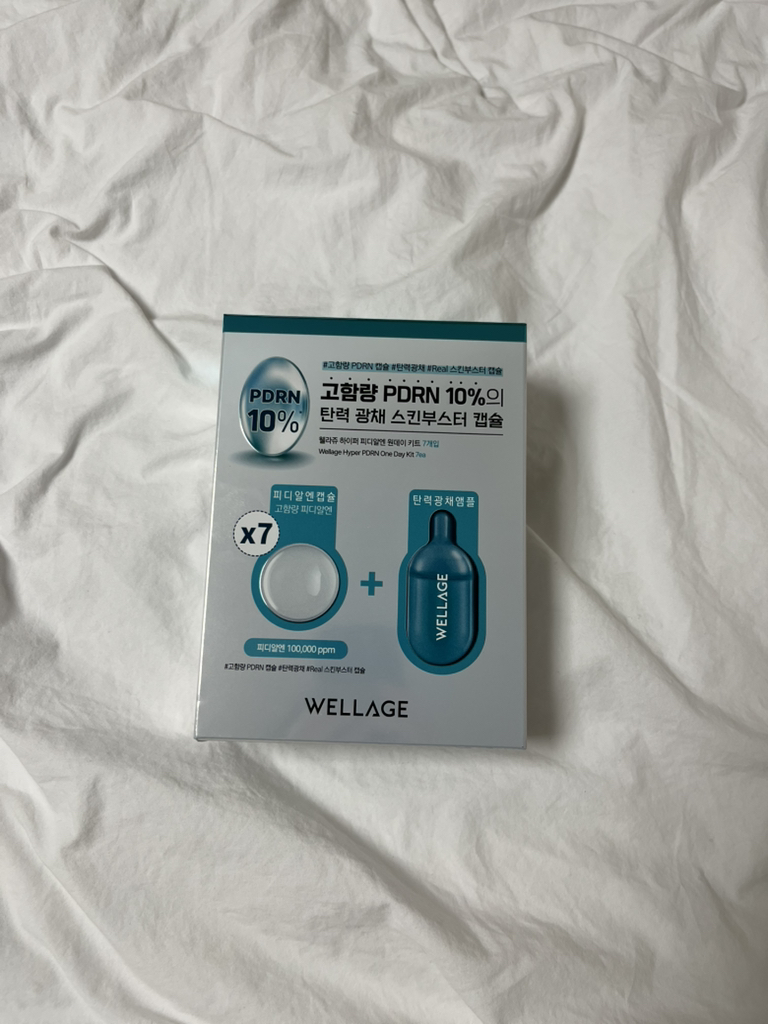 #고함량 PDRN 캡슐 #탄력광채 #Real 스킨부스터 캡슐
PDRN
10%
고함량 PDRN 10%의
탄력 광채 스킨부스터 캡슐
웰라쥬 하이퍼 피디알엔 원데이 키트 7개입
Wellage Hyper PDRN One Day Kit 7ea
피디알엔캡슐
고함량 피디알엔
x7
+
탄력광채앰플
WELLAGE
피디알엔 100,000 ppm
#고함량 PDRN 캡슐 #탄력광채 #Real 스킨부스터 캡슐
WELLAGE